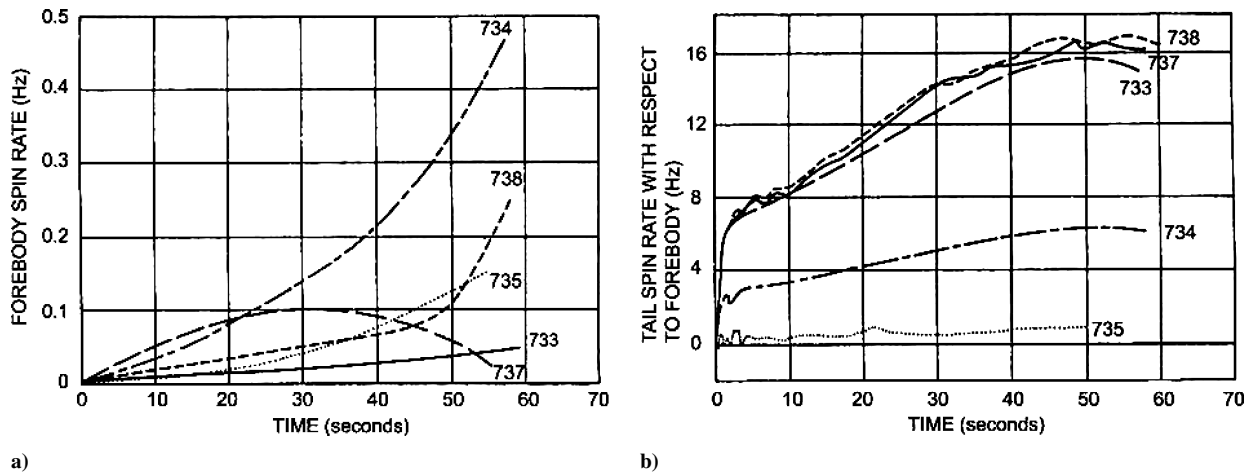 FOREBODY SPIN RATE (Hz)
0.5
0.4
0.3
0.2
0.1
0
734
738
735
733
737
0 10 20 30 40 50 60 70
TIME (seconds)
a)
TAIL SPIN RATE WITH RESPECT
TO FOREBODY (Hz)
16
12
8
4
0
738
737
733
734
735
0 10 20 30 40 50 60 70
TIME (seconds)
b)